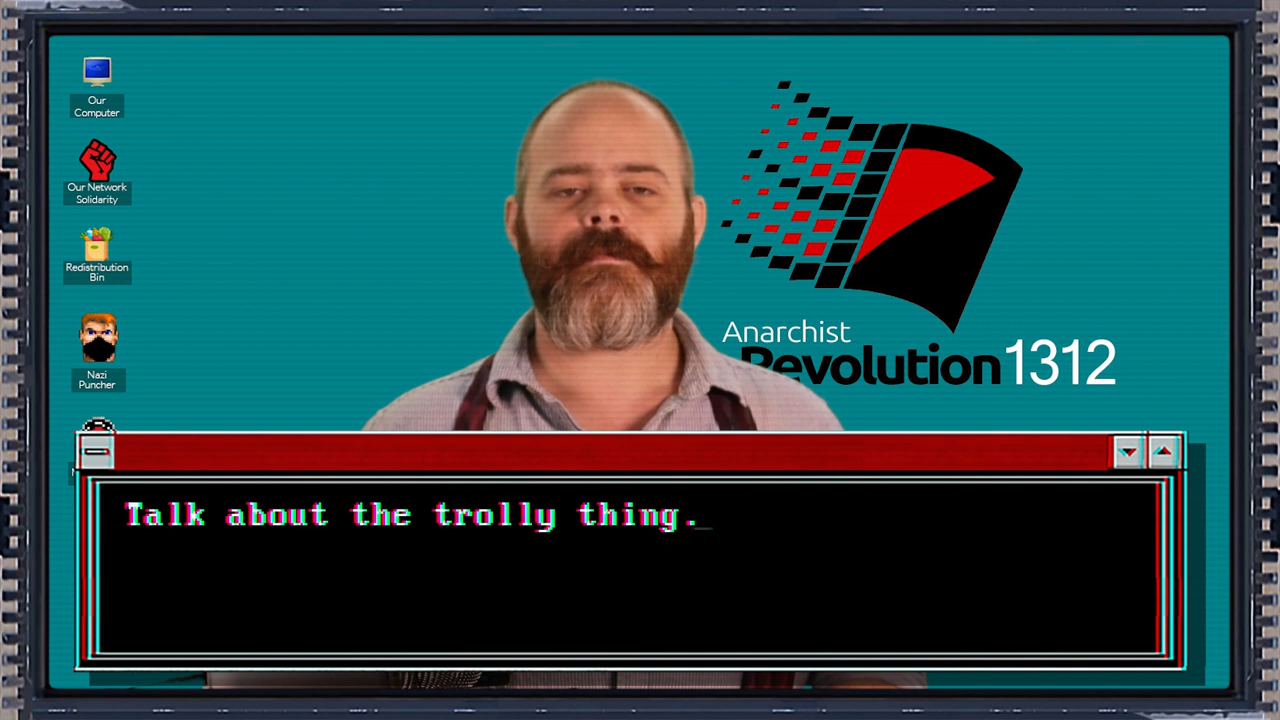 Our
Computer
Our Network
Solidarity
Redistribution
Bin
Nazi
Puncher
Anarchist
Revolution 1312
Talk about the trolly thing._